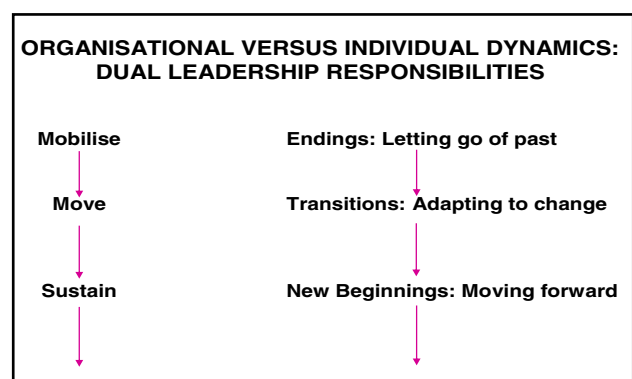 ORGANISATIONAL VERSUS INDIVIDUAL DYNAMICS:
DUAL LEADERSHIP RESPONSIBILITIES
Mobilise
Endings: Letting go of past
Move
Transitions: Adapting to change
Sustain
New Beginnings: Moving forward